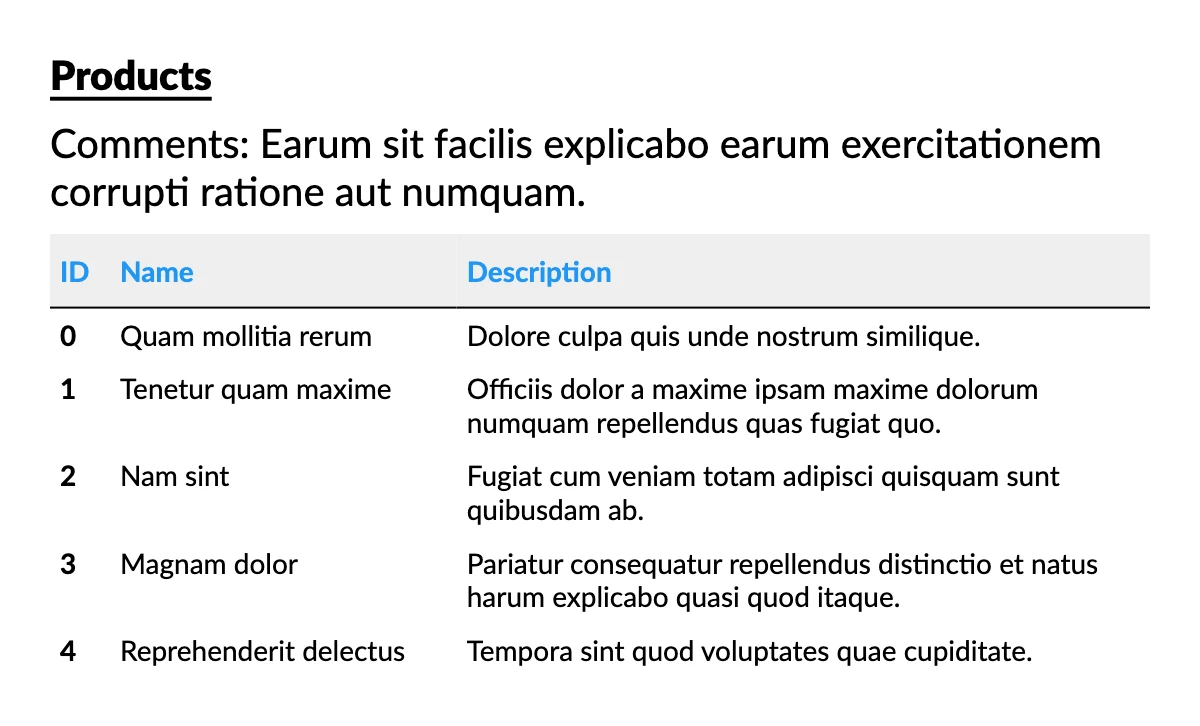 Products
Comments: Earum sit facilis explicabo earum exercitationem
corrupti ratione aut numquam.
ID Name Description
0 Quam mollitia rerum Dolore culpa quis unde nostrum similique.
1 Tenetur quam maxime Officiis dolor a maxime ipsam maxime dolorum
numquam repellendus quas fugiat quo.
2 Nam sint Fugiat cum veniam totam adipisci quisquam sunt
quibusdam ab.
3 Magnam dolor Pariatur consequatur repellendus distinctio et natus
harum explicabo quasi quod itaque.
4 Reprehenderit delectus Tempora sint quod voluptates quae cupiditate.